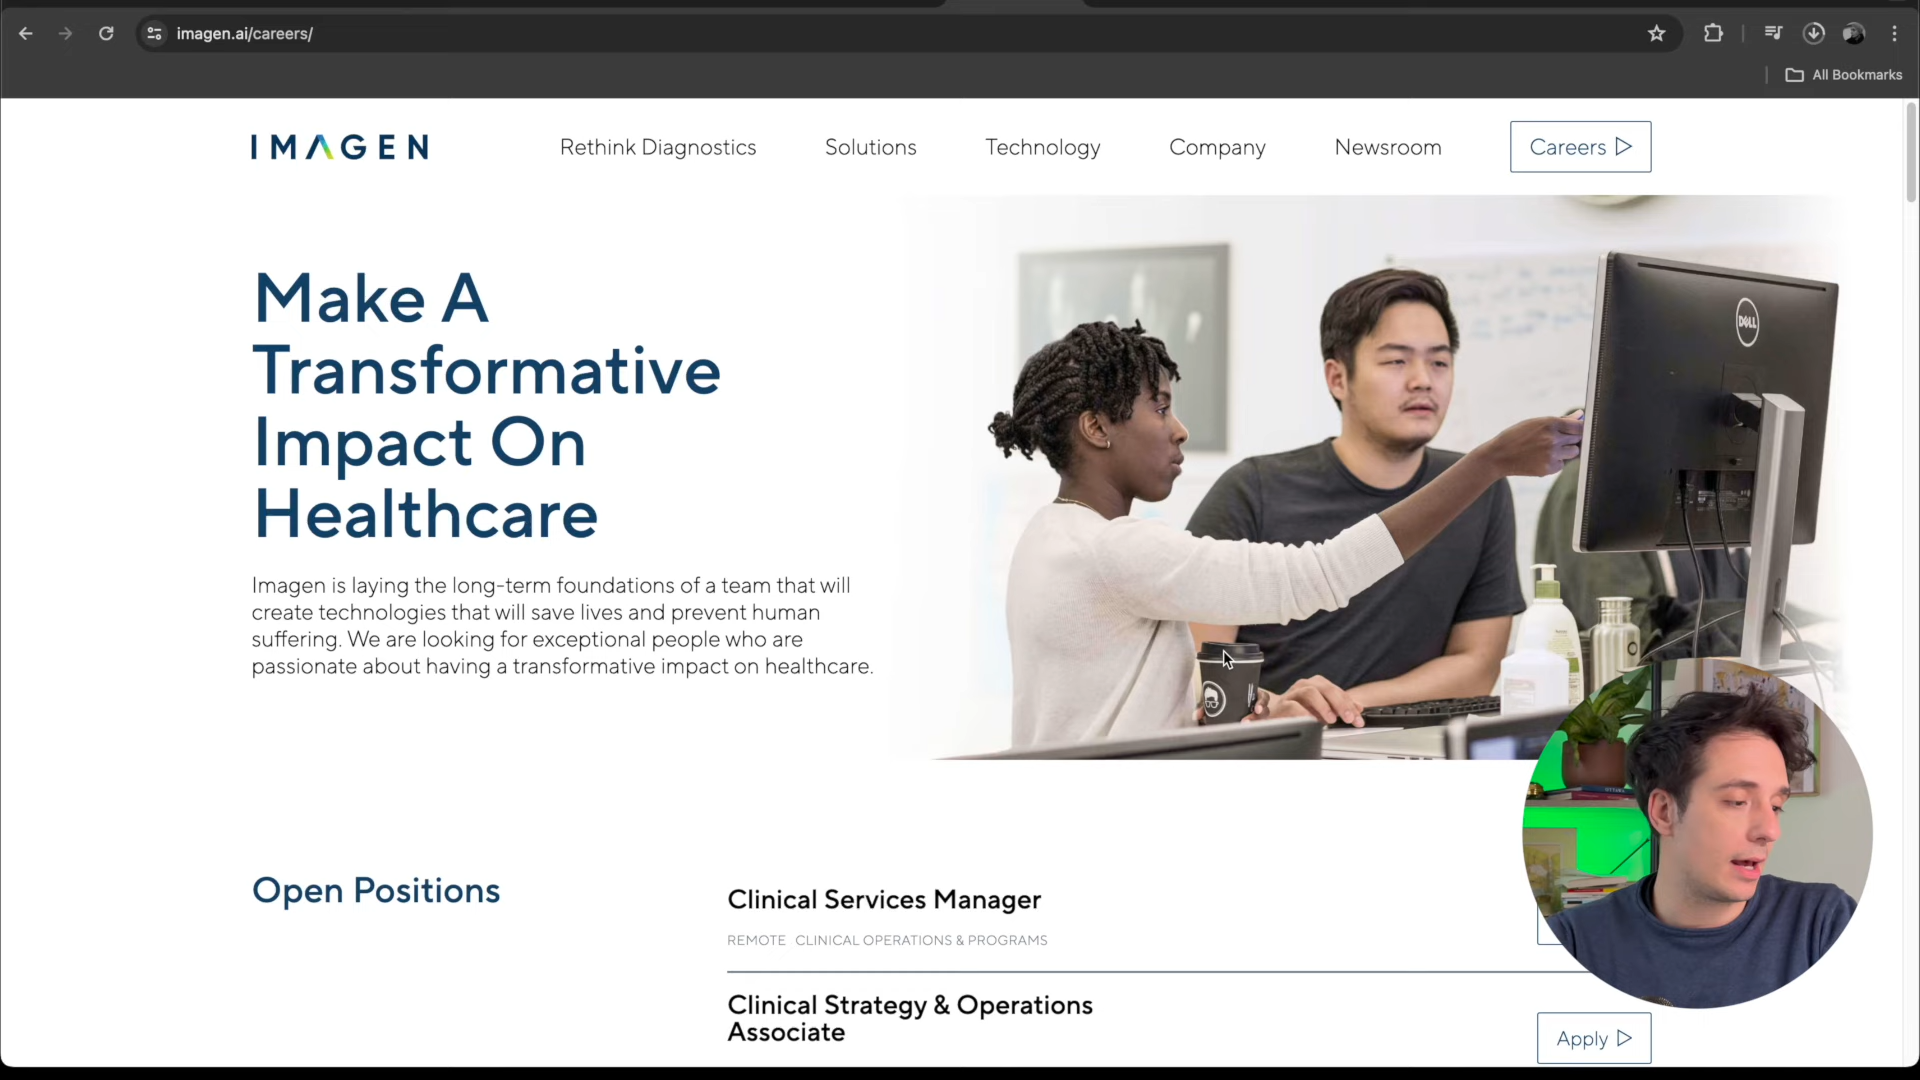 imagen.ai/careers/
All Bookmarks
IMAGEN
Rethink Diagnostics
Solutions
Technology
Company
Newsroom
Careers
Make A
Transformative
Impact On
Healthcare
Imagen is laying the long-term foundations of a team that will
create technologies that will save lives and prevent human
suffering. We are looking for exceptional people who are
passionate about having a transformative impact on healthcare.
DELL
Open Positions
Clinical Services Manager
REMOTE CLINICAL OPERATIONS & PROGRAMS
Clinical Strategy & Operations
Associate
Apply